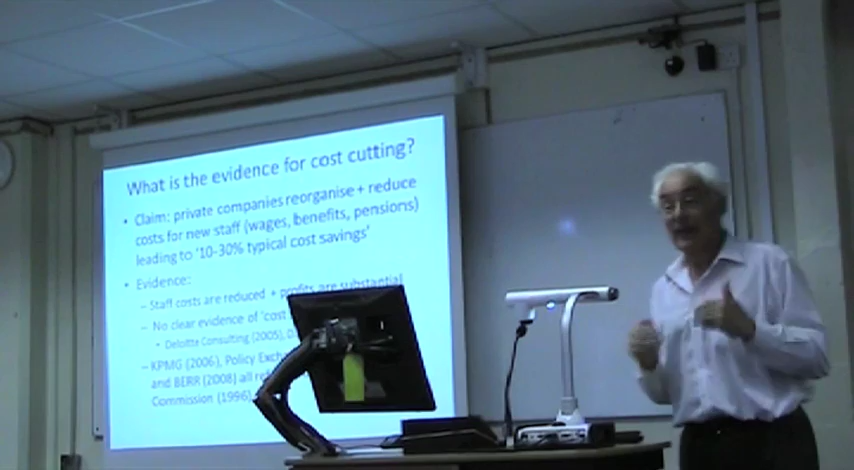 What is the evidence for cost cutting?
• Claim: private companies reorganise + reduce
costs for new staff (wages, benefits, pensions)
leading to '10-30% typical cost savings'
• Evidence:
– Staff costs are reduced + profits are substantial
– No clear evidence of 'cost
• Deloitte Consulting (2005),
– KPMG (2006), Policy
and BERR (2008) all
Commission (1996),